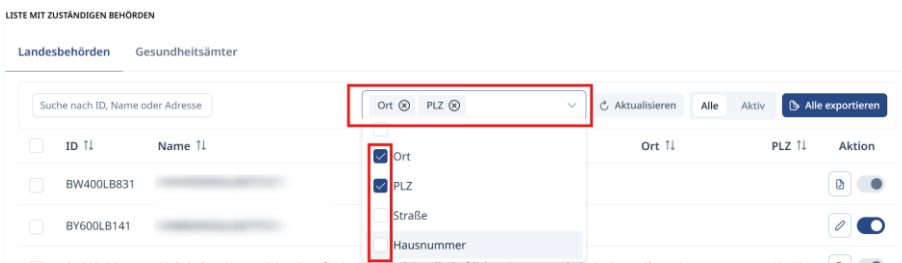 LISTE MIT ZUSTÄNDIGEN BEHÖRDEN
Landesbehörden Gesundheitsämter
Suche nach ID, Name oder Adresse Ort PLZ Aktualisieren Alle Aktiv Alle exportieren
ID Name Ort PLZ Aktion
Ort
PLZ
BW400LB831
Straße
BY600LB141
Hausnummer